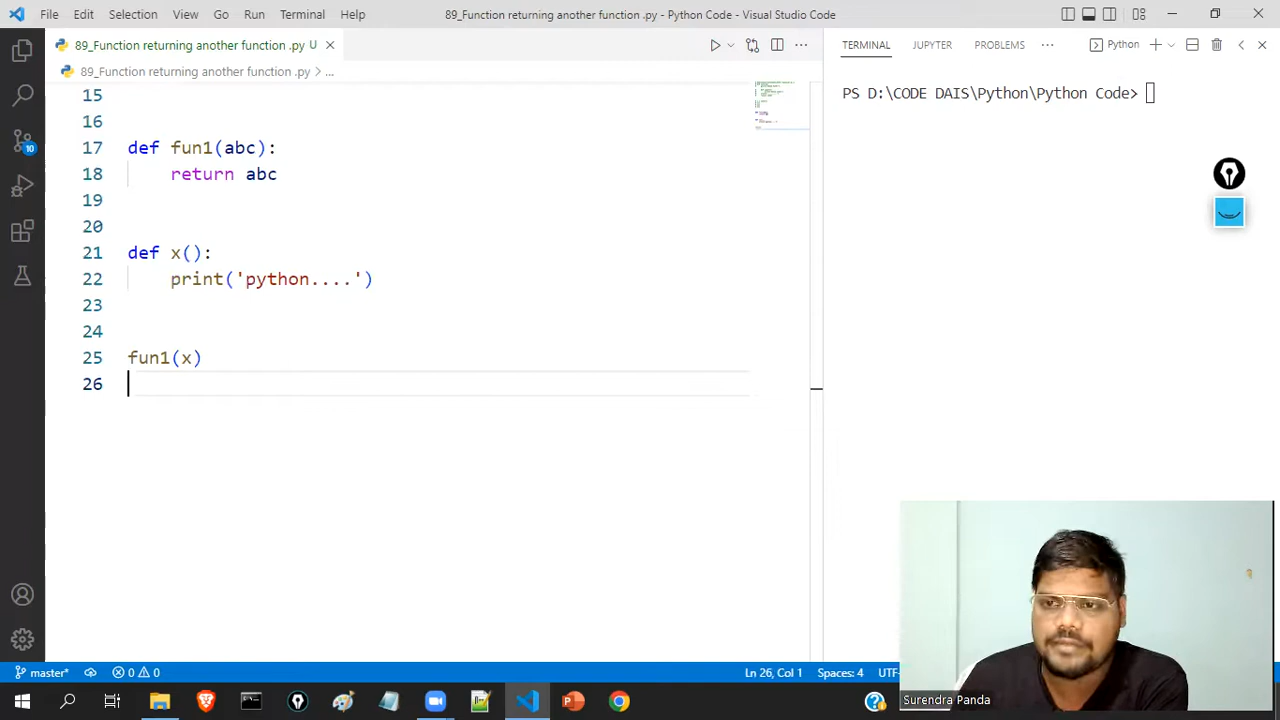 File Edit Selection View Go Run Terminal Help 89_Function returning another function .py - Python Code - Visual Studio Code
89_Function returning another function .py U
TERMINAL JUPYTER PROBLEMS Python
89_Function returning another function .py > ...
PS D:\CODE DAIS\Python\Python Code>
15
16
17 def fun1(abc):
18 return abc
19
20
21 def x():
22 print('python....')
23
24
25 fun1(x)
26
10
master* 0 0 Ln 26, Col 1 Spaces: 4 UTF-
Surendra Panda